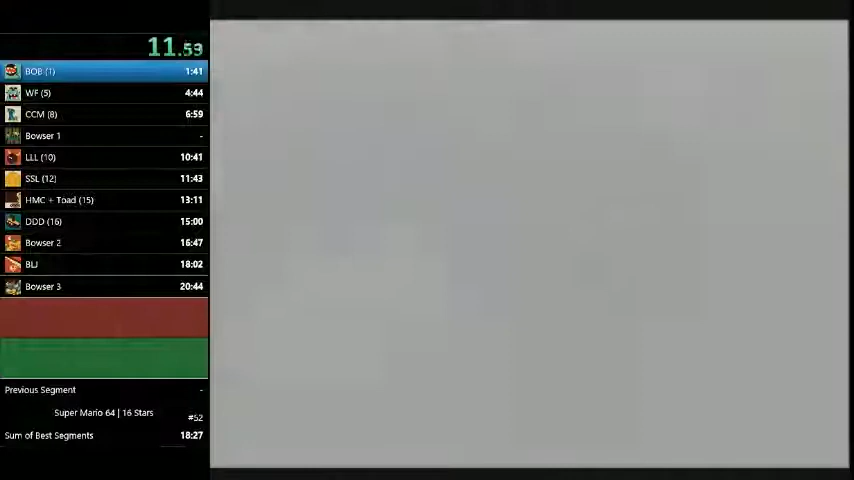 11.53
BOB (1) 1:41
WF (5) 4:44
CCM (8) 6:59
Bowser 1 -
LLL (10) 10:41
SSL (12) 11:43
HMC + Toad (15) 13:11
DDD (16) 15:00
Bowser 2 16:47
BLJ 18:02
Bowser 3 20:44
Previous Segment -
Super Mario 64 | 16 Stars #52
Sum of Best Segments 18:27